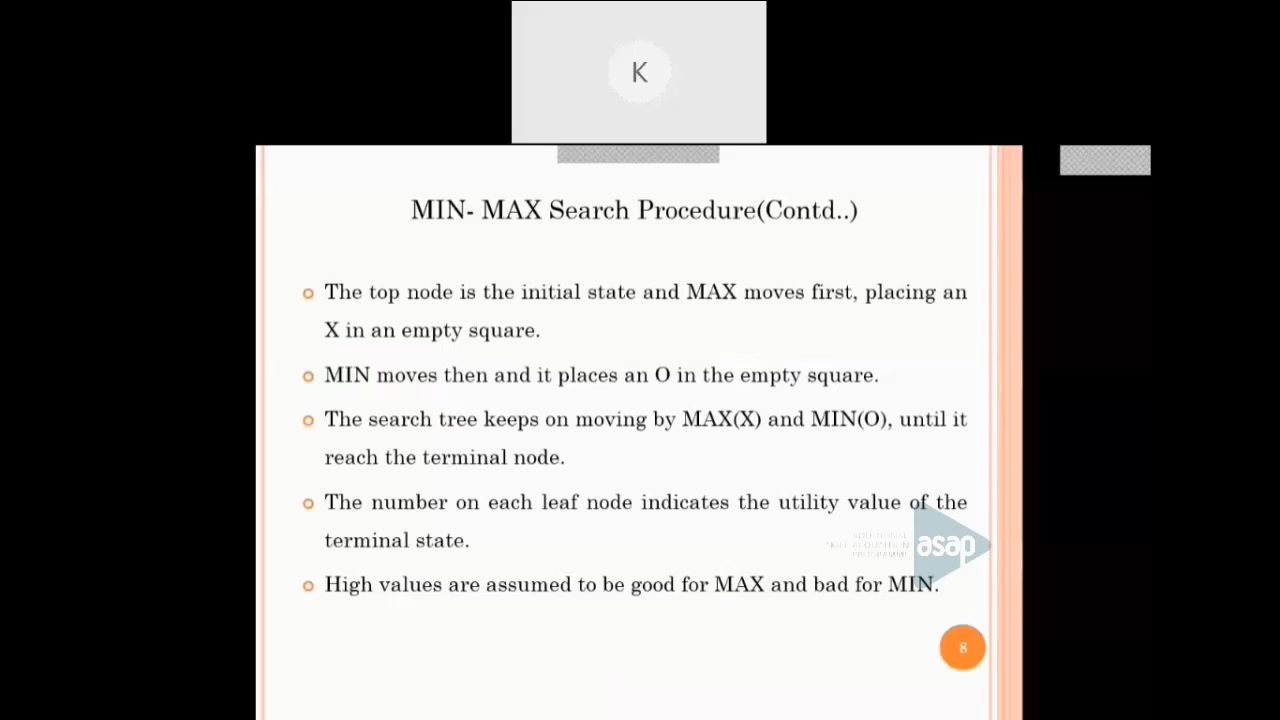 K
MIN- MAX Search Procedure(Contd..)
The top node is the initial state and MAX moves first, placing an
X in an empty square.
MIN moves then and it places an O in the empty square.
The search tree keeps on moving by MAX(X) and MIN(O), until it
reach the terminal node.
The number on each leaf node indicates the utility value of the
terminal state.
ADDITIONAL
SKILL ACQUISITION
PROGRAMME
asap
High values are assumed to be good for MAX and bad for MIN.
8